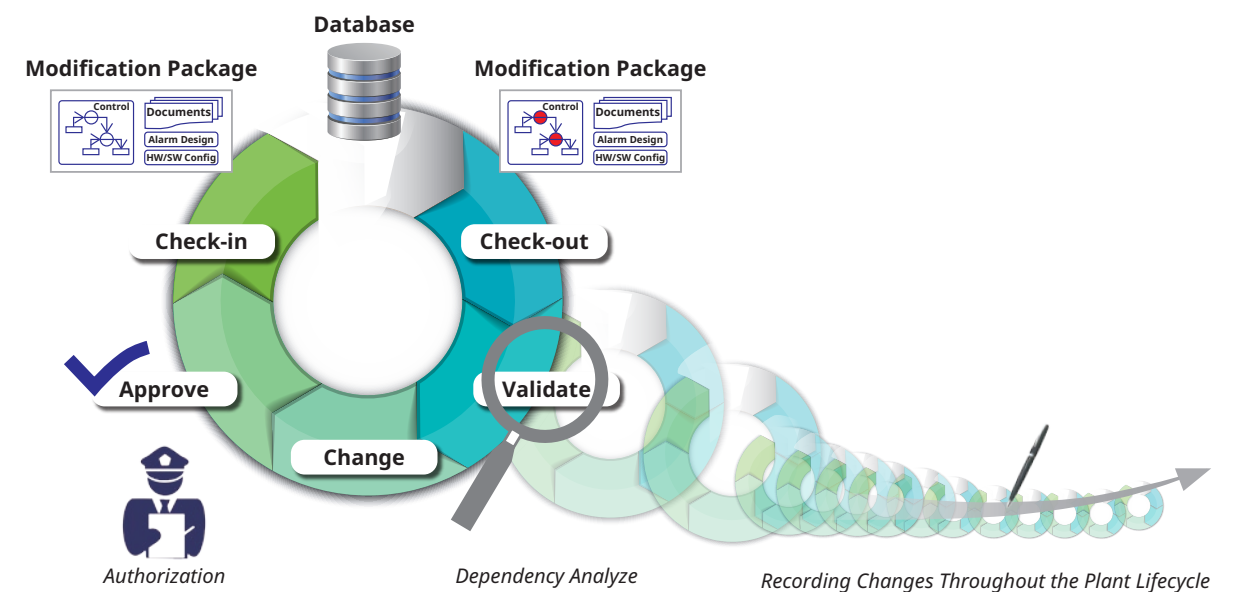 Database
Modification Package
Modification Package
Control
Documents
Alarm Design
HW/SW Config
Control
Documents
Alarm Design
HW/SW Config
Check-in
Check-out
Approve
Validate
Change
Authorization
Dependency Analyze
Recording Changes Throughout the Plant Lifecycle